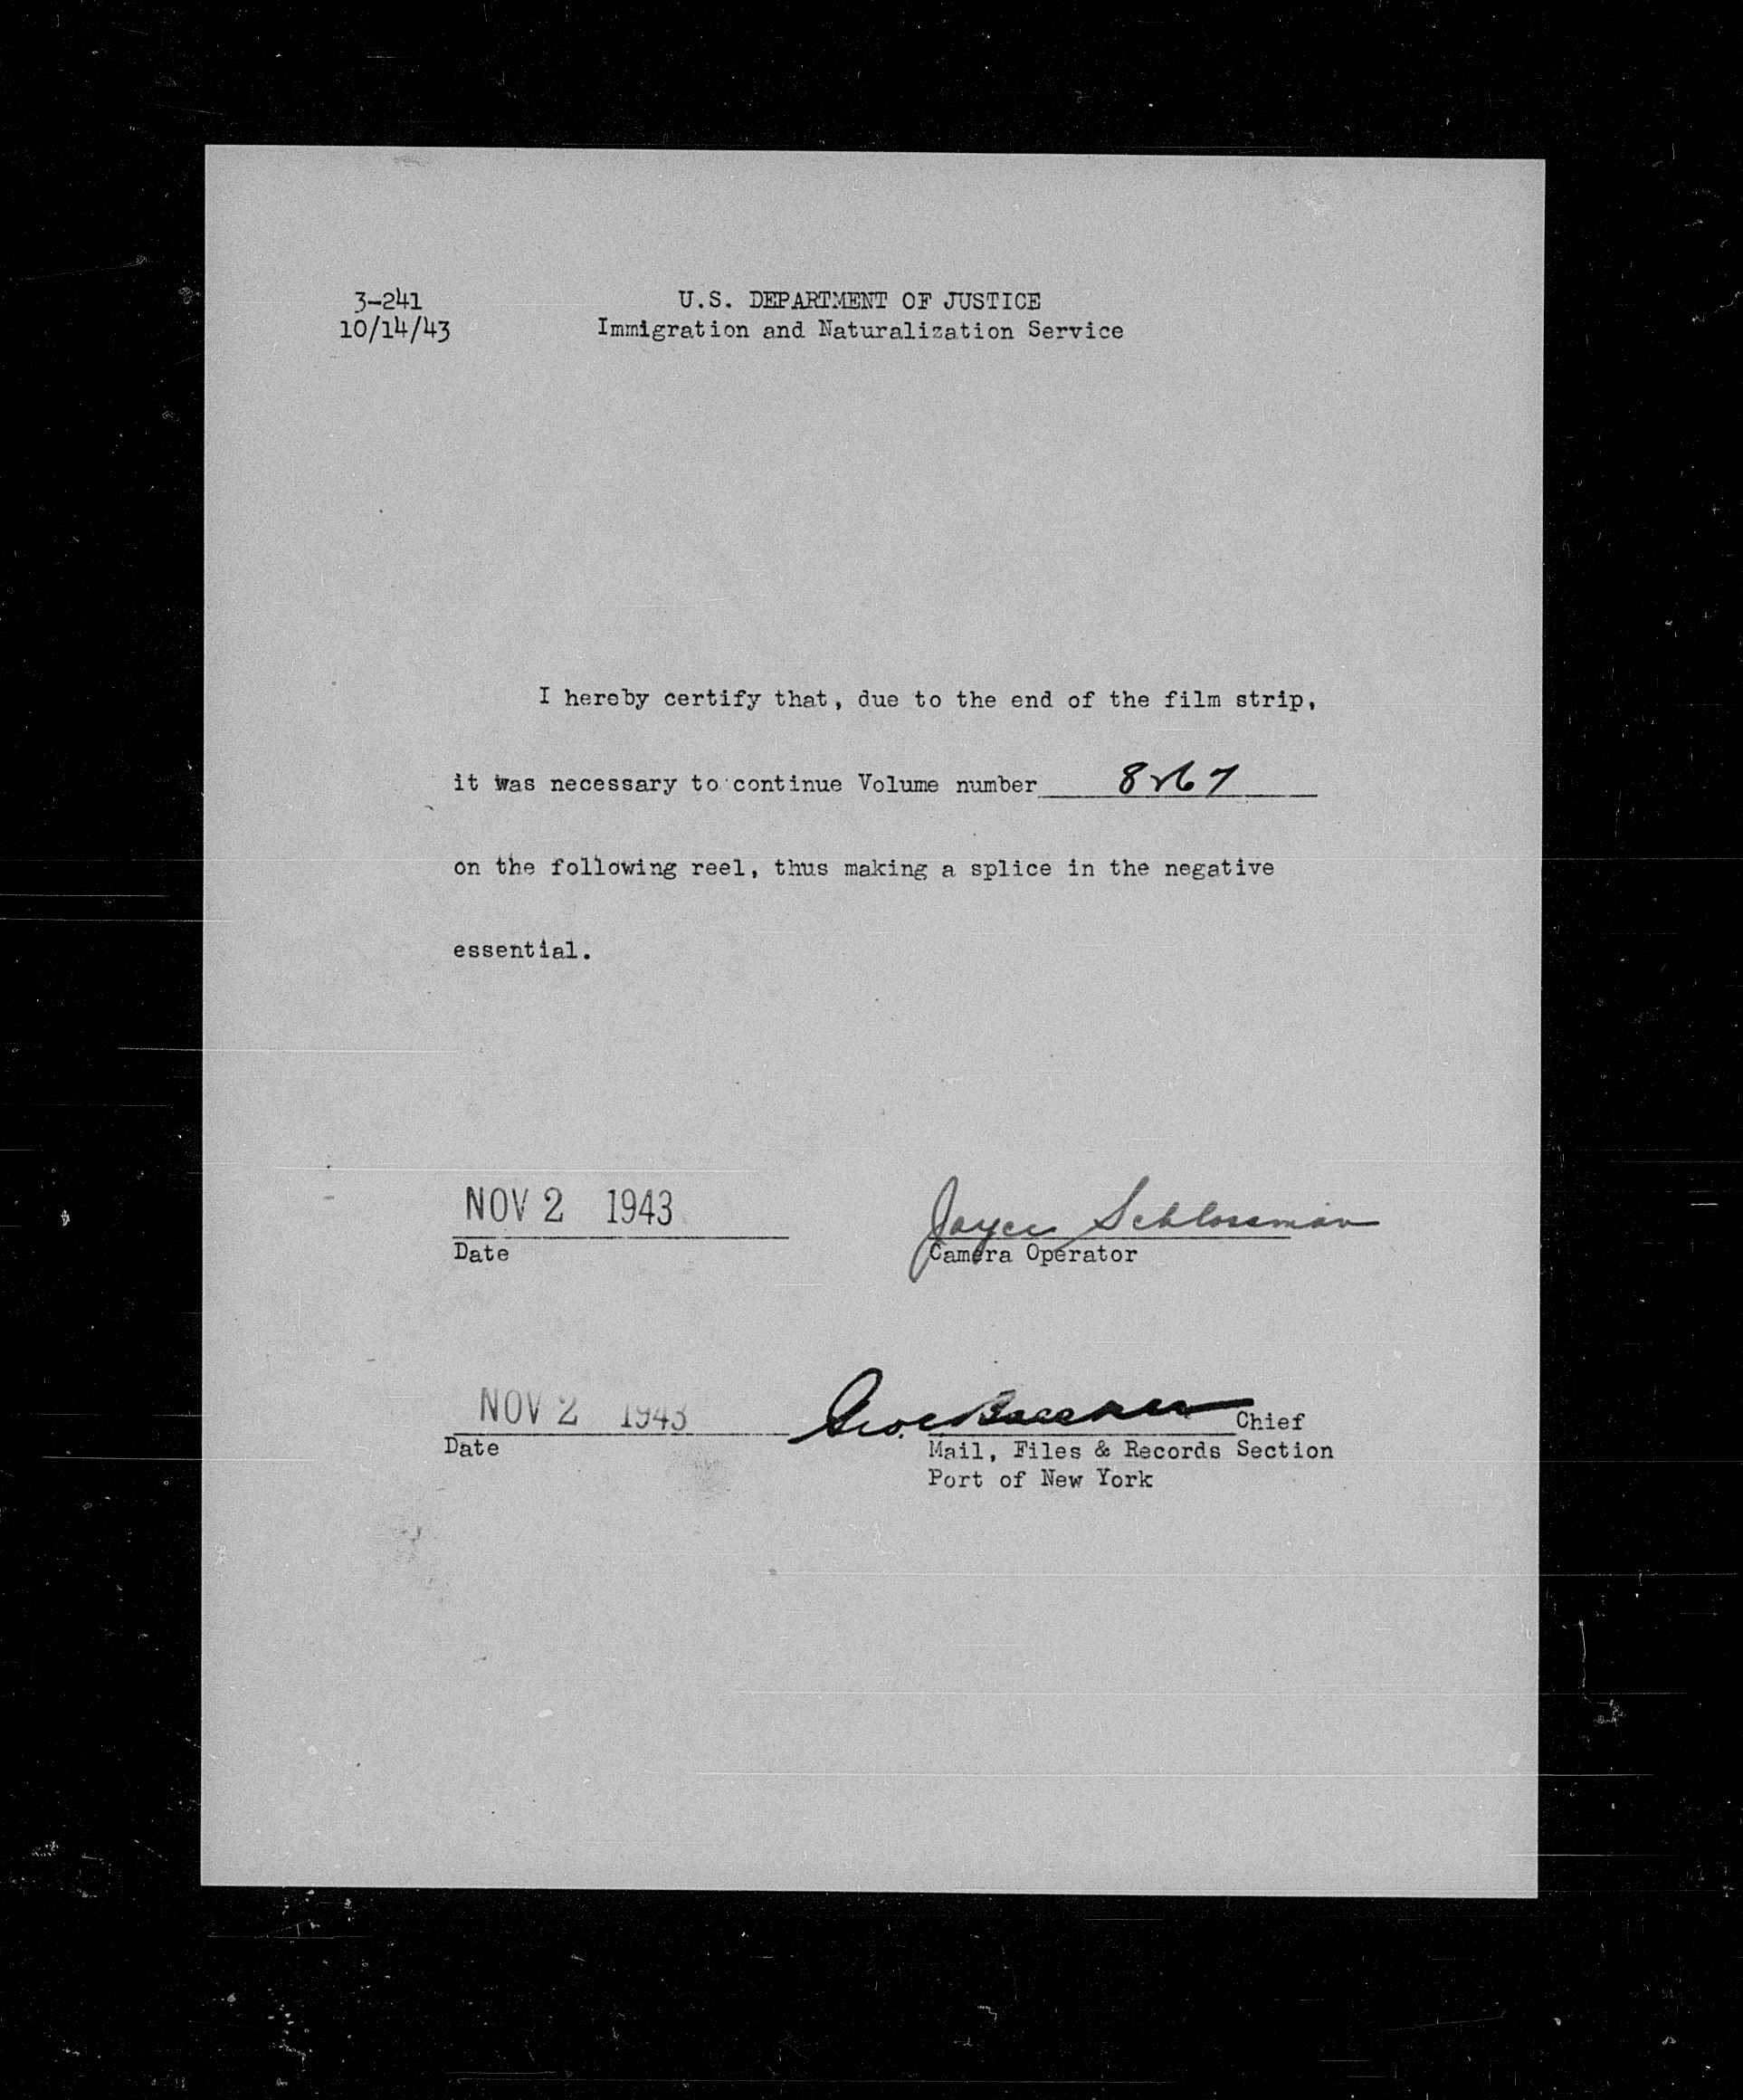 3-241
10/14/43
U.S. DEPARTMENT OF JUSTICE
Immigration and Naturalization Service
I hereby certify that, due to the end of the film strip,
it was necessary to continue Volume number 8267
on the following reel, thus making a splice in the negative
essential.
NOV 2 1943
Date
Joyce Schlossman
Camera Operator
NOV 2 1943
Date
Geo. Chief
Mail, Files & Records Section
Port of New York